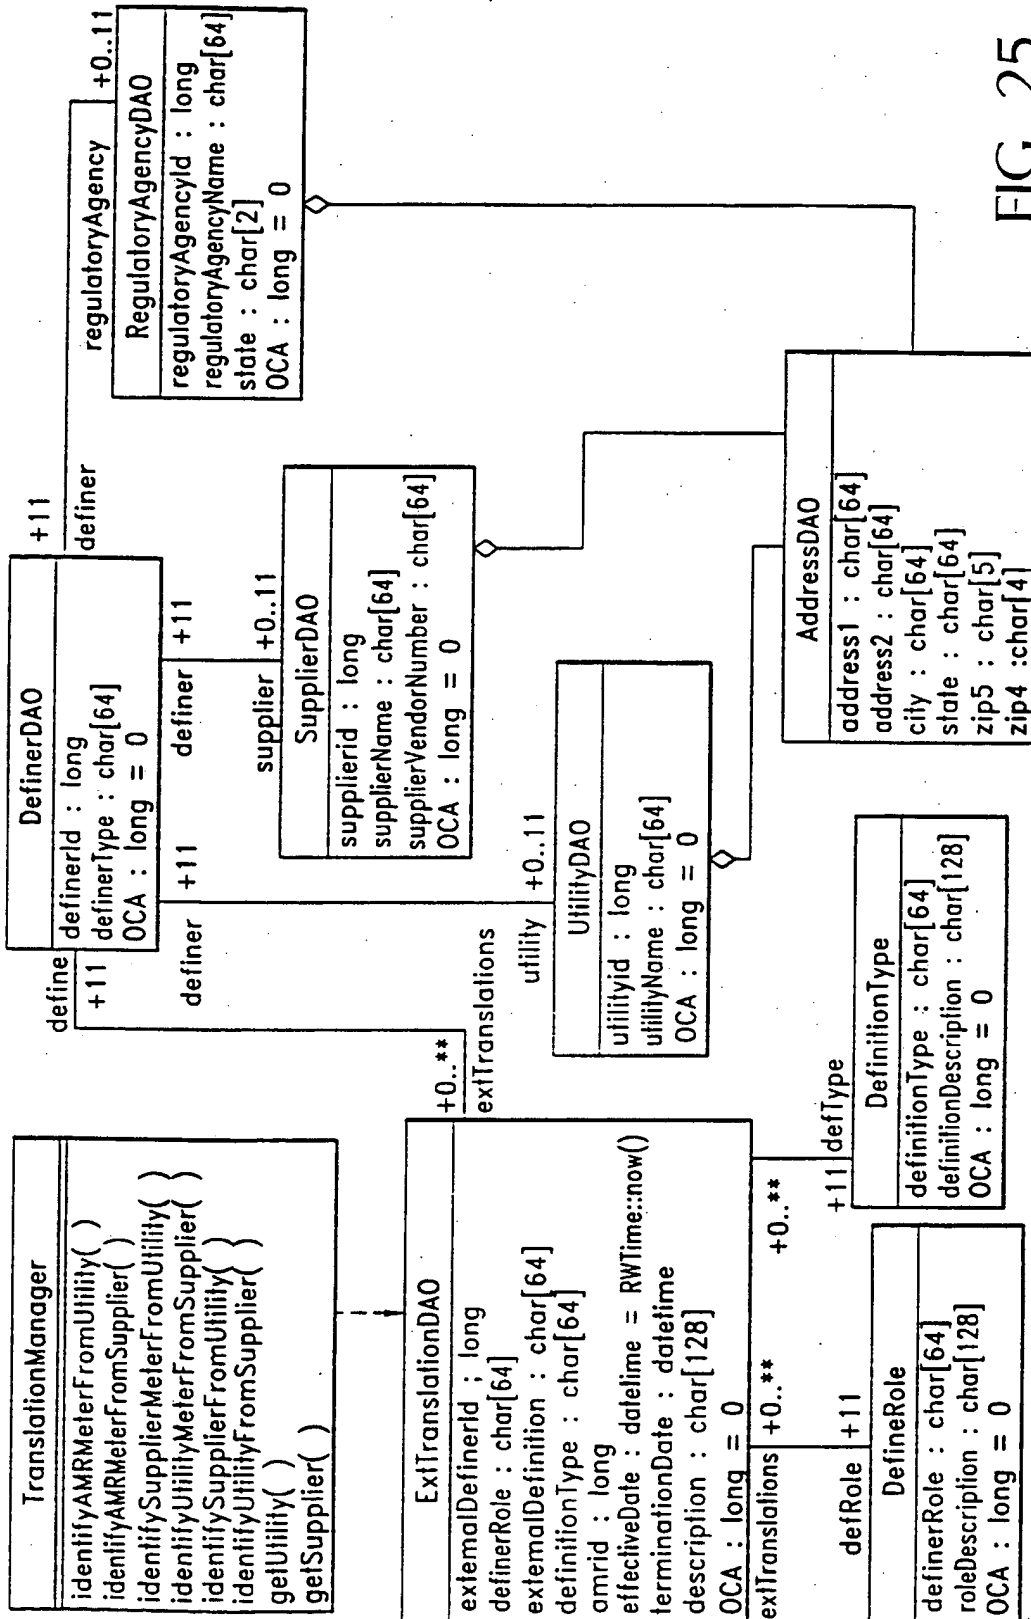 TranslationManager
identifyAMRMeterFromUtility( )
identifyAMRMeterFromSupplier( )
identifySupplierMeterFromUtility( )
identifyUtilityMeterFromSupplier( )
identifySupplierFromUtility( )
identifyUtilityFromSupplier( )
getUtility( )
getSupplier( )
define
+11
DefinerDAO
definerId : long
definerType : char[64]
OCA : long = 0
+11
definer
regulatoryAgency
+0..11
RegulatoryAgencyDAO
regulatoryAgencyId : long
regulatoryAgencyName : char[64]
state : char[2]
OCA : long = 0
definer
+11
definer
+11
supplier
+0..11
SupplierDAO
supplierid : long
supplierName : char[64]
supplierVendorNumber : char[64]
OCA : long = 0
+0..**
extTranslations
utility
+0..11
UtilityDAO
utilityid : long
utilityName : char[64]
OCA : long = 0
ExtTranslationDAO
externalDefinerId ; long
definerRole : char[64]
externalDefinition : char[64]
definitionType : char[64]
amrid : long
effectiveDate : datetime = RWTime::now()
terminationDate : datetime
description : char[128]
OCA : long = 0
AddressDAO
address1 : char[64]
address2 : char[64]
city : char[64]
state : char[64]
zip5 : char[5]
zip4 :char[4]
extTranslations +0..**
defRole
+11
+0..**
+11
defType
DefineRole
definerRole : char[64]
roleDescription : char[128]
OCA : long = 0
DefinitionType
definitionType : char[64]
definitionDescription : char[128]
OCA : long = 0
FIG. 25